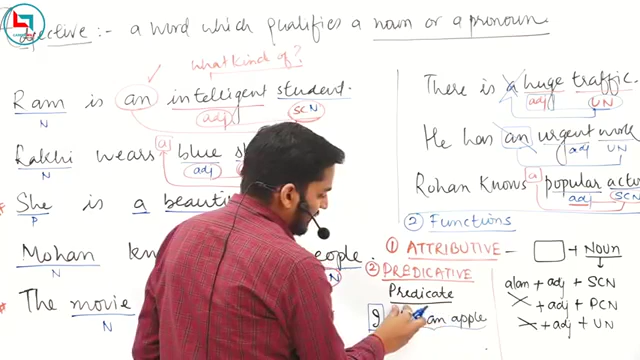 Adjective :- a word which qualifies a noun or a pronoun.
What kind of?
Ram is an intelligent student.
N adj SCN
a
Rakhi wears blue
N adj
She is a
P
Mohan people.
N N
The movie
N
There is a huge traffic.
adj UN
He has an urgent work
adj UN
a
Rohan knows popular actor
adj SCN
② Functions
① ATTRIBUTIVE - + NOUN
② PREDICATIVE
Predicate
an apple
a/an + adj + SCN
X + adj + PCN
X + adj + UN